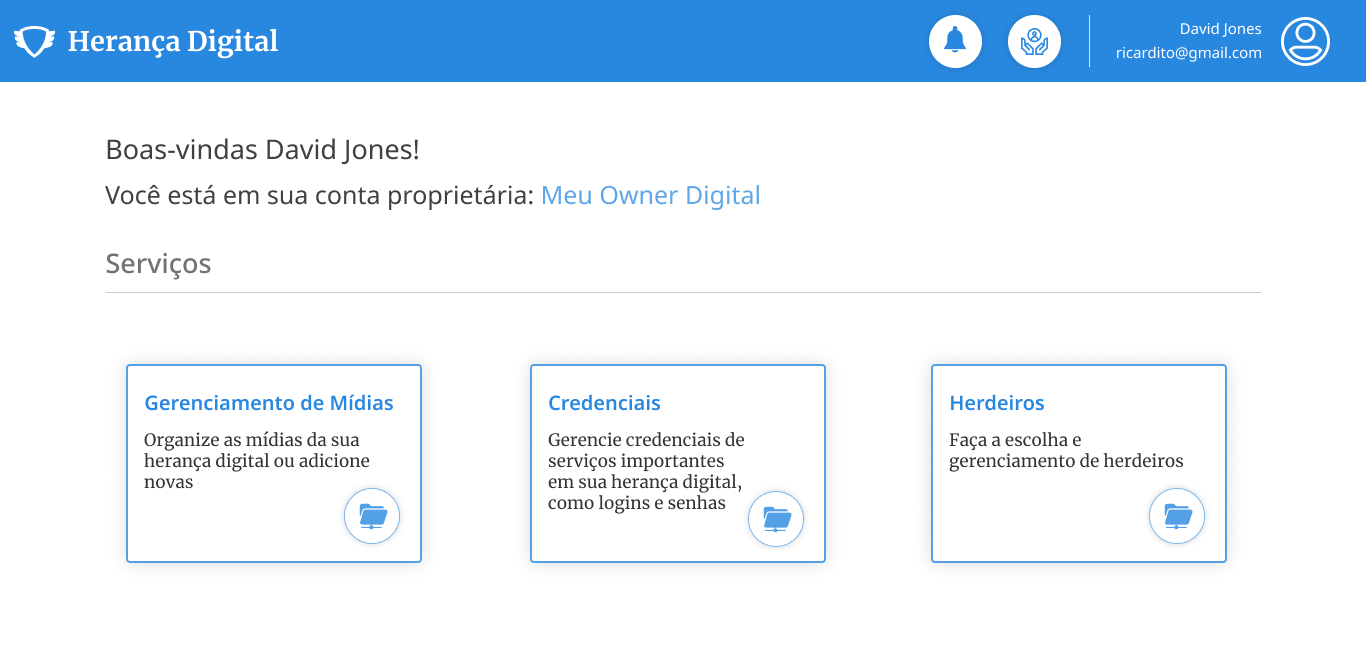 Herança Digital
David Jones
ricardito@gmail.com
Boas-vindas David Jones!
Você está em sua conta proprietária: Meu Owner Digital
Serviços
Gerenciamento de Mídias
Organize as mídias da sua
herança digital ou adicione
novas
Credenciais
Gerencie credenciais de
serviços importantes
em sua herança digital,
como logins e senhas
Herdeiros
Faça a escolha e
gerenciamento de herdeiros